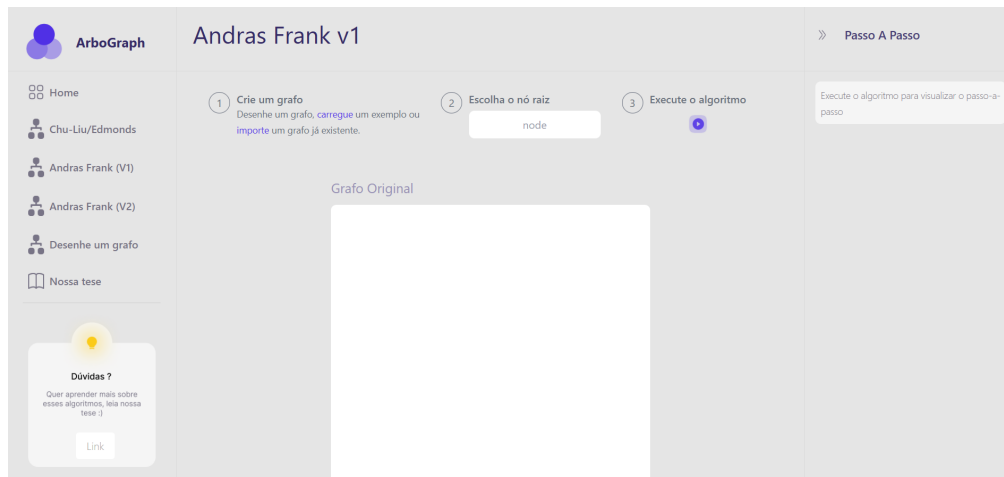 ArboGraph
Home
Chu-Liu/Edmonds
Andras Frank (V1)
Andras Frank (V2)
Desenhe um grafo
Nossa tese
Dúvidas ?
Quer aprender mais sobre
esses algoritmos, leia nossa
tese :)
Link
Andras Frank v1
1 Crie um grafo
Desenhe um grafo, carregue um exemplo ou
importe um grafo já existente.
2 Escolha o nó raiz
node
3 Execute o algoritmo
Grafo Original
Passo A Passo
Execute o algoritmo para visualizar o passo-a-
passo